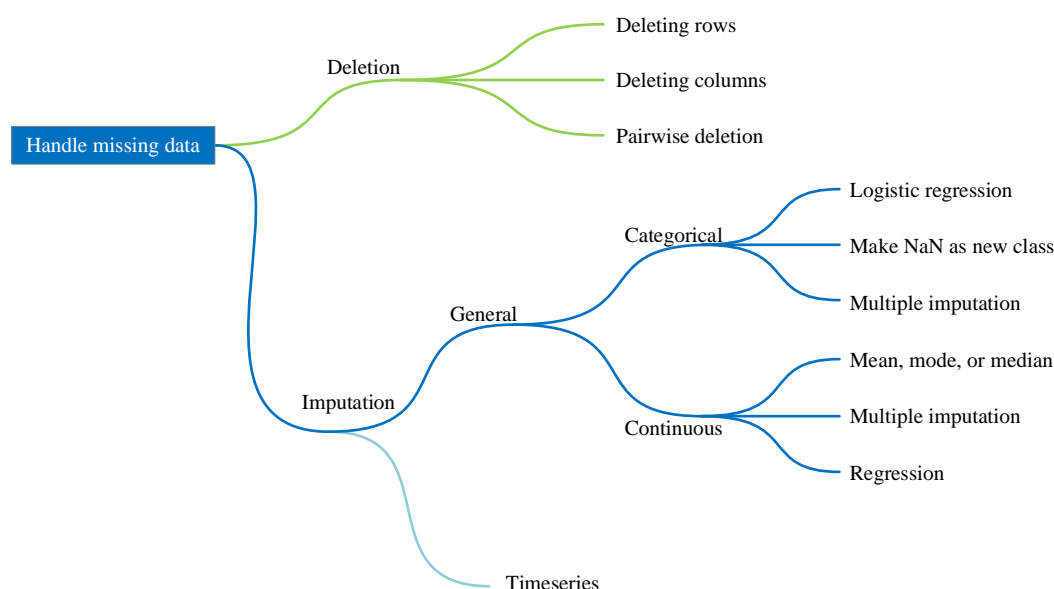 Deleting rows
Deletion
Deleting columns
Pairwise deletion
Handle missing data
Logistic regression
Categorical
Make NaN as new class
Multiple imputation
General
Mean, mode, or median
Imputation
Multiple imputation
Continuous
Regression
Timeseries